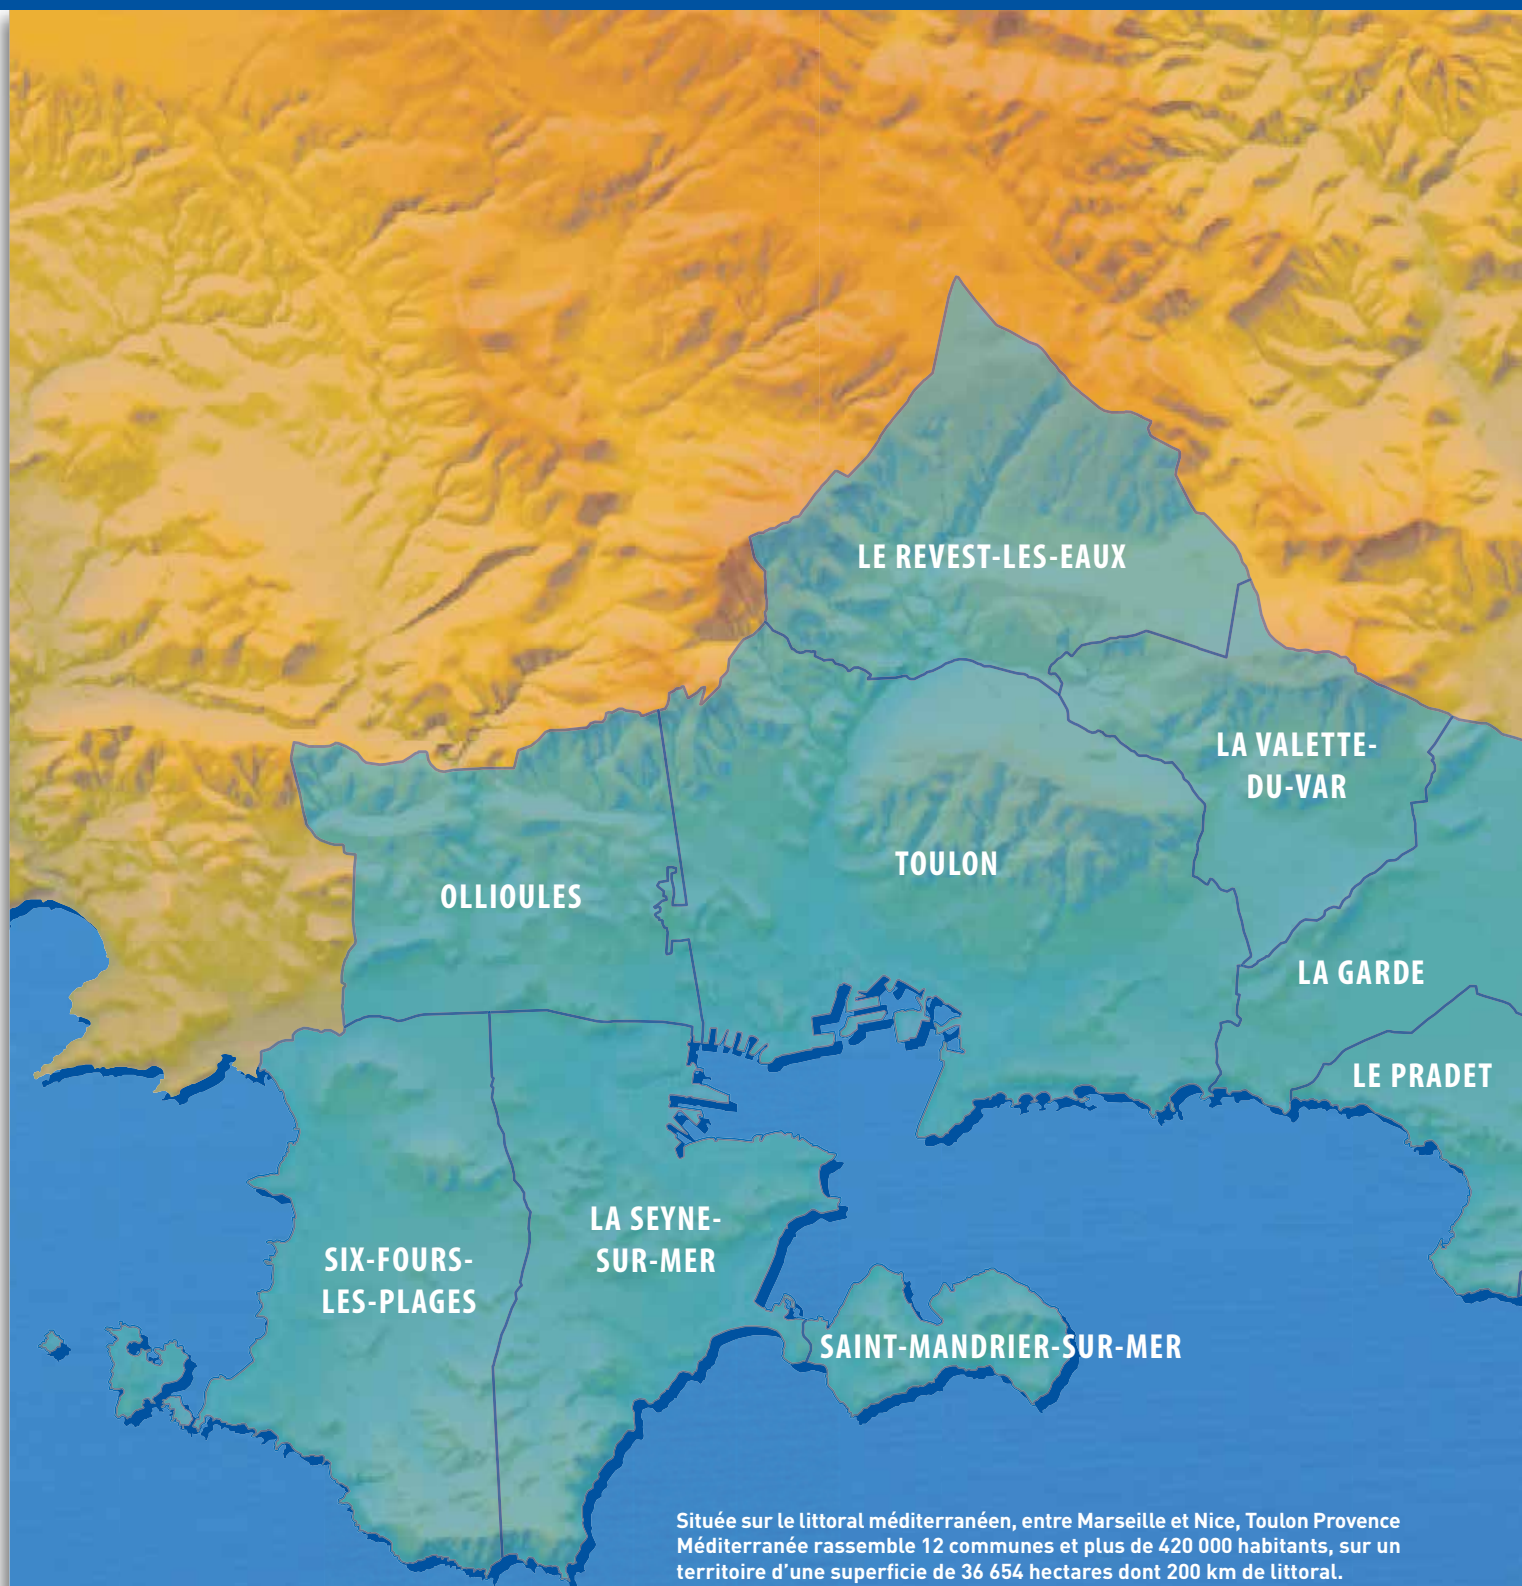 LE REVEST-LES-EAUX
LA VALETTE-
DU-VAR
TOULON
OLLIOULES
LA GARDE
LE PRADET
LA SEYNE-
SUR-MER
SIX-FOURS-
LES-PLAGES
SAINT-MANDRIER-SUR-MER
Située sur le littoral méditerranéen, entre Marseille et Nice, Toulon Provence
Méditerranée rassemble 12 communes et plus de 420 000 habitants, sur un
territoire d'une superficie de 36 654 hectares dont 200 km de littoral.